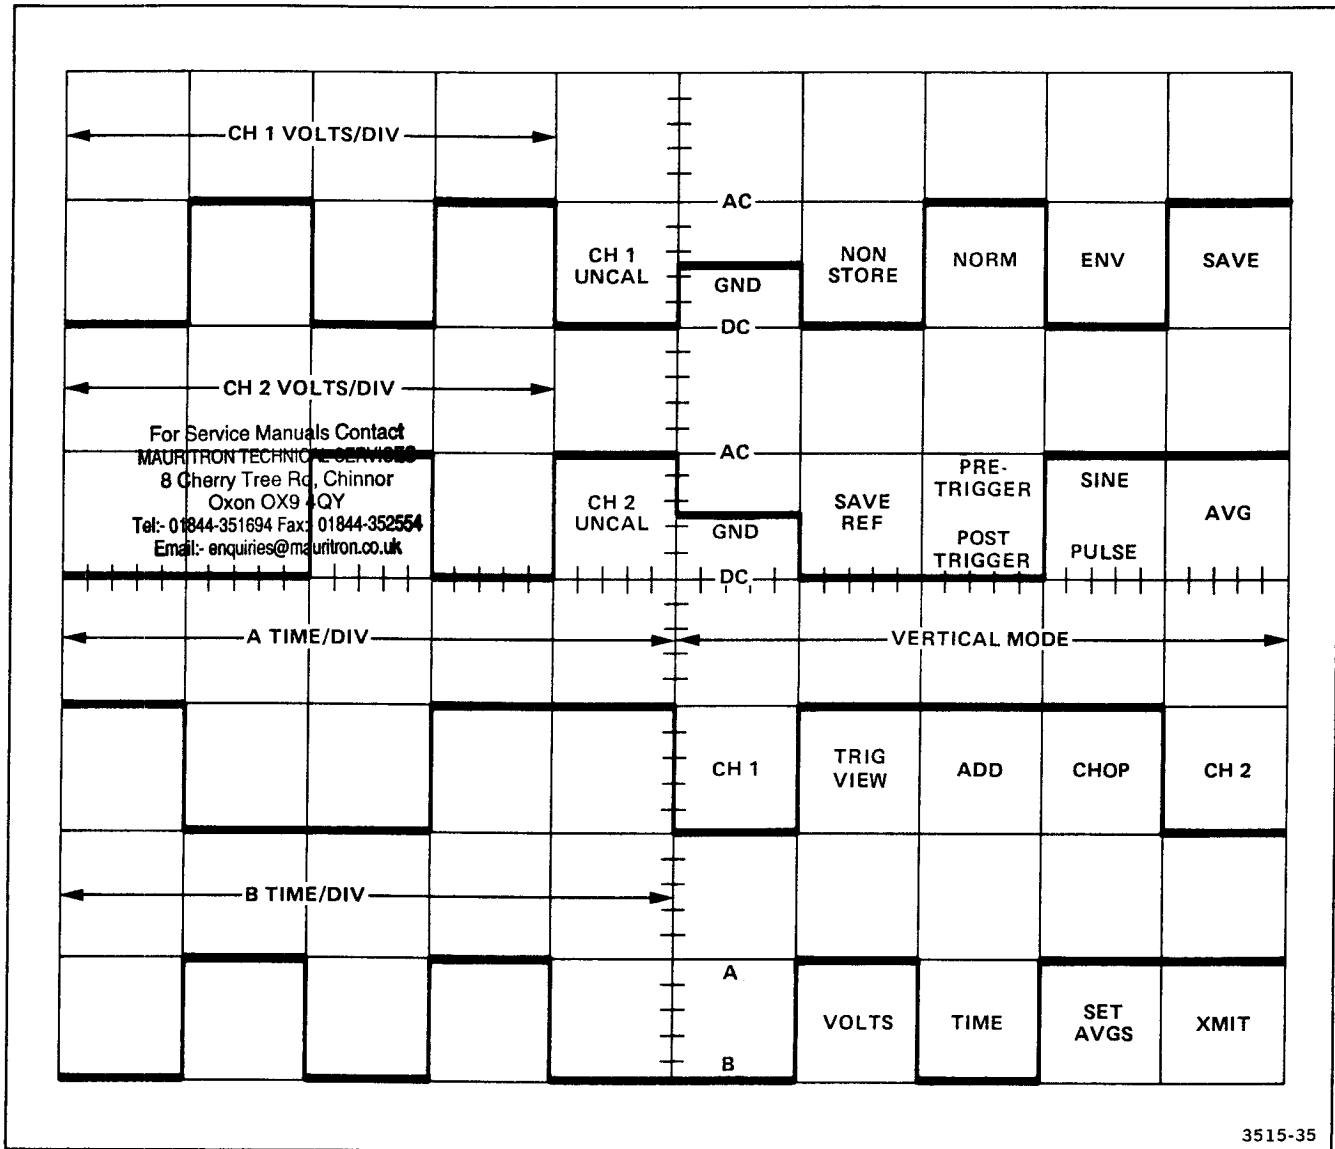 CH 1 VOLTS/DIV
AC
CH 1
UNCAL
GND
DC
NON
STORE
NORM
ENV
SAVE
CH 2 VOLTS/DIV
For Service Manuals Contact
MAURITRON TECHNICAL SERVICES
8 Cherry Tree Rd, Chinnor
Oxon OX9 4QY
Tel:- 01844-351694 Fax:- 01844-352554
Email:- enquiries@mauritron.co.uk
AC
CH 2
UNCAL
GND
DC
SAVE
REF
PRE-
TRIGGER
POST
TRIGGER
SINE
PULSE
AVG
A TIME/DIV
VERTICAL MODE
CH 1
TRIG
VIEW
ADD
CHOP
CH 2
B TIME/DIV
A
B
VOLTS
TIME
SET
AVGS
XMIT
3515-35